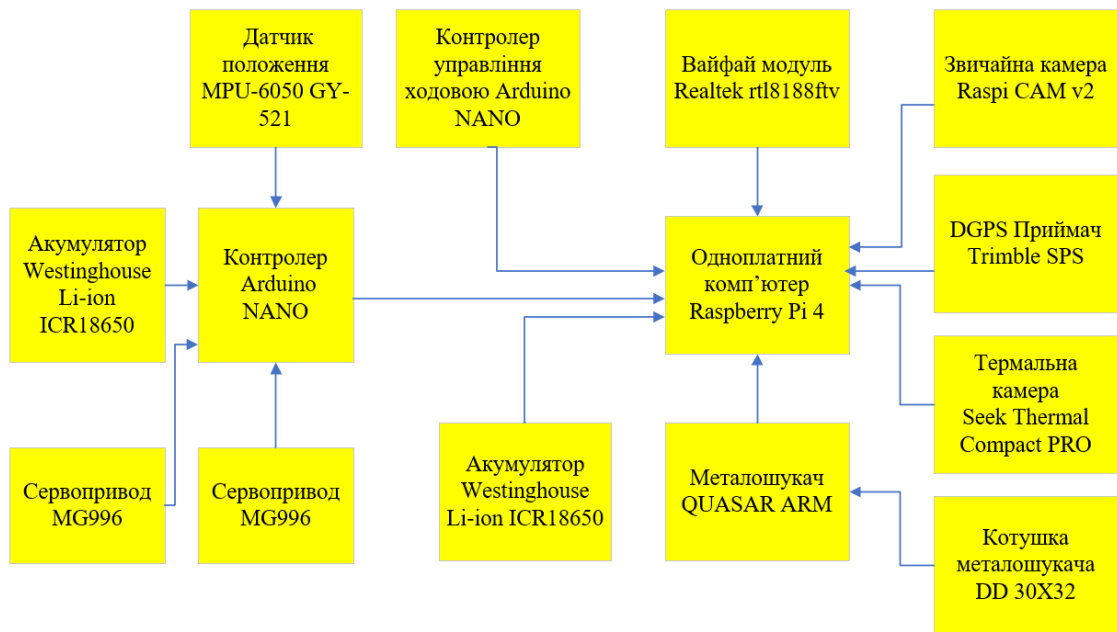 Датчик
положення
MPU-6050 GY-
521
Контролер
управління
ходовою Arduino
NANO
Вайфай модуль
Realtek rtl8188ftv
Звичайна камера
Raspi CAM v2
Акумулятор
Westinghouse
Li-ion
ICR18650
Контролер
Arduino
NANO
Одноплатний
комп’ютер
Raspberry Pi 4
DGPS Приймач
Trimble SPS
Термальна
камера
Seek Thermal
Compact PRO
Сервопривод
MG996
Сервопривод
MG996
Акумулятор
Westinghouse
Li-ion ICR18650
Металошукач
QUASAR ARM
Котушка
металошукача
DD 30X32